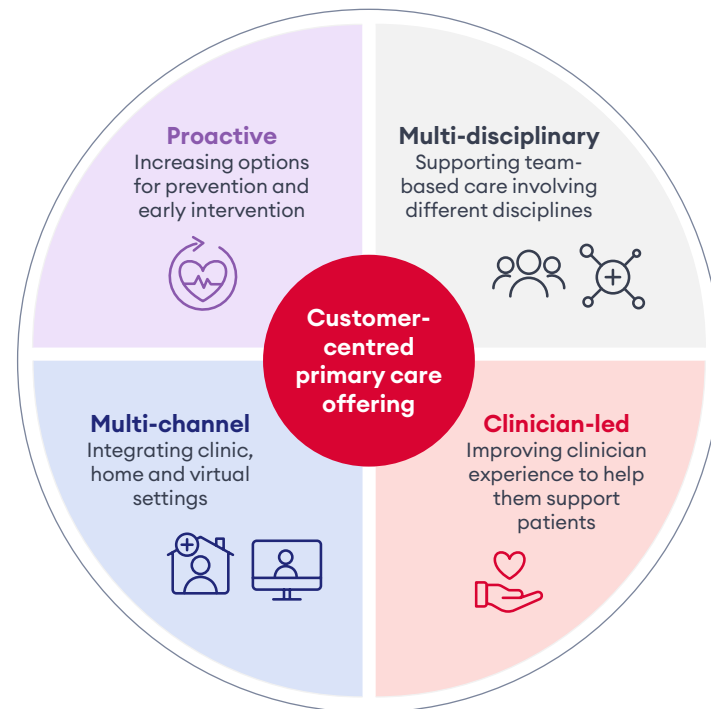 Proactive
Increasing options
for prevention and
early intervention
Multi-disciplinary
Supporting team-
based care involving
different disciplines
Customer-
centred
primary care
offering
Multi-channel
Integrating clinic,
home and virtual
settings
Clinician-led
Improving clinician
experience to help
them support
patients